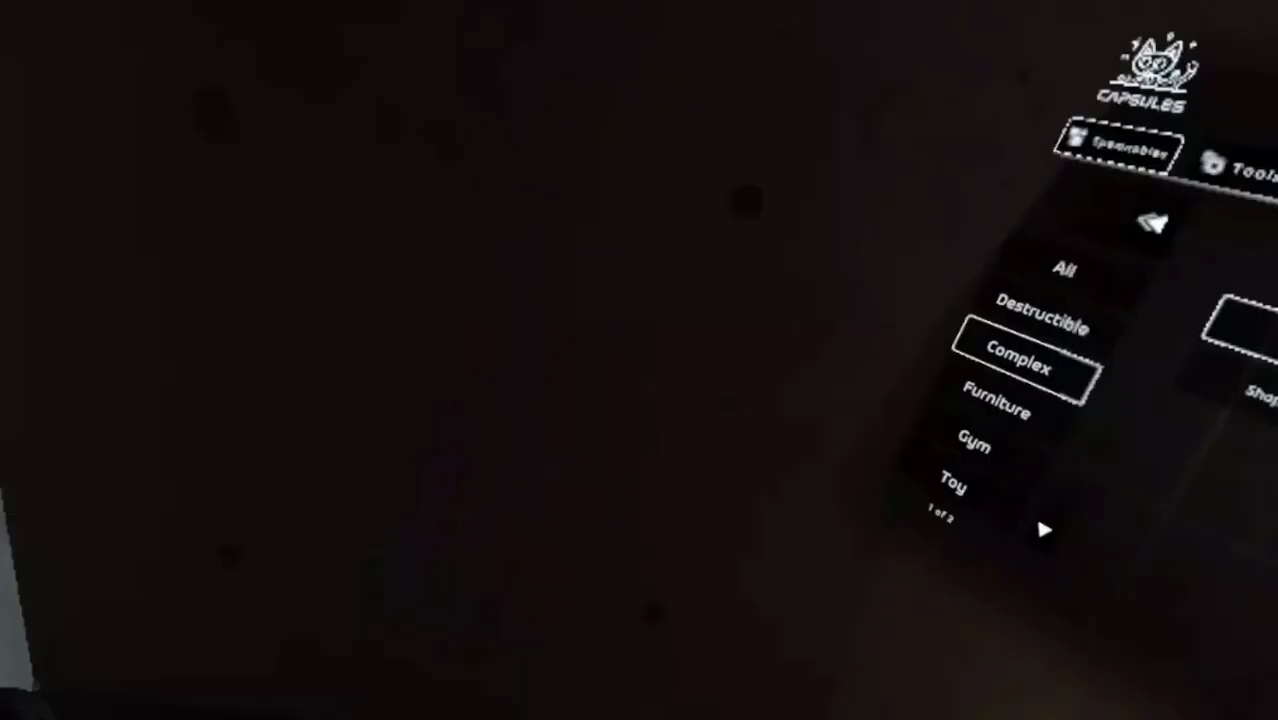 CAPSULES
Spawnables
Tools
All
Destructible
Complex
Furniture
Gym
Toy
1 of 2